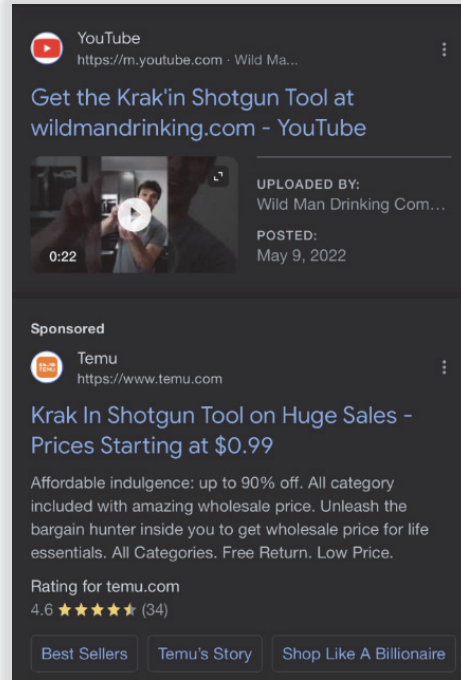 YouTube
https://m.youtube.com · Wild Ma...
Get the Krak'in Shotgun Tool at
wildmandrinking.com - YouTube
0:22
UPLOADED BY:
Wild Man Drinking Com...
POSTED:
May 9, 2022
Sponsored
TEMU
Temu
https://www.temu.com
Krak In Shotgun Tool on Huge Sales -
Prices Starting at $0.99
Affordable indulgence: up to 90% off. All category
included with amazing wholesale price. Unleash the
bargain hunter inside you to get wholesale price for life
essentials. All Categories. Free Return. Low Price.
Rating for temu.com
4.6 ★★★★★ (34)
Best Sellers
Temu's Story
Shop Like A Billionaire